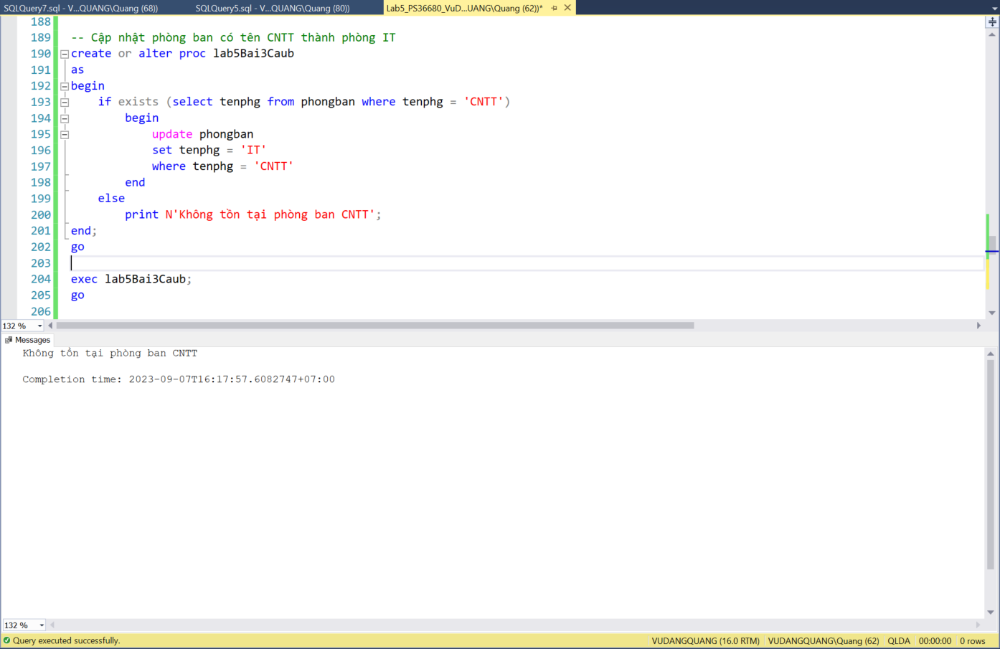 SQLQuery7.sql - V...QUANG\Quang (68))
SQLQuery5.sql - V...QUANG\Quang (80))
Lab5_PS36680_VuD...UANG\Quang (62))*
188
189 -- Cập nhật phòng ban có tên CNTT thành phòng IT
190 create or alter proc lab5Bai3Caub
191 as
192 begin
193 if exists (select tenphg from phongban where tenphg = 'CNTT')
194 begin
195 update phongban
196 set tenphg = 'IT'
197 where tenphg = 'CNTT'
198 end
199 else
200 print N'Không tồn tại phòng ban CNTT';
201 end;
202 go
203
204 exec lab5Bai3Caub;
205 go
206
132 %
Messages
Không tồn tại phòng ban CNTT
Completion time: 2023-09-07T16:17:57.6082747+07:00
132 %
Query executed successfully.
VUDANGQUANG (16.0 RTM)
VUDANGQUANG\Quang (62)
QLDA
00:00:00
0 rows